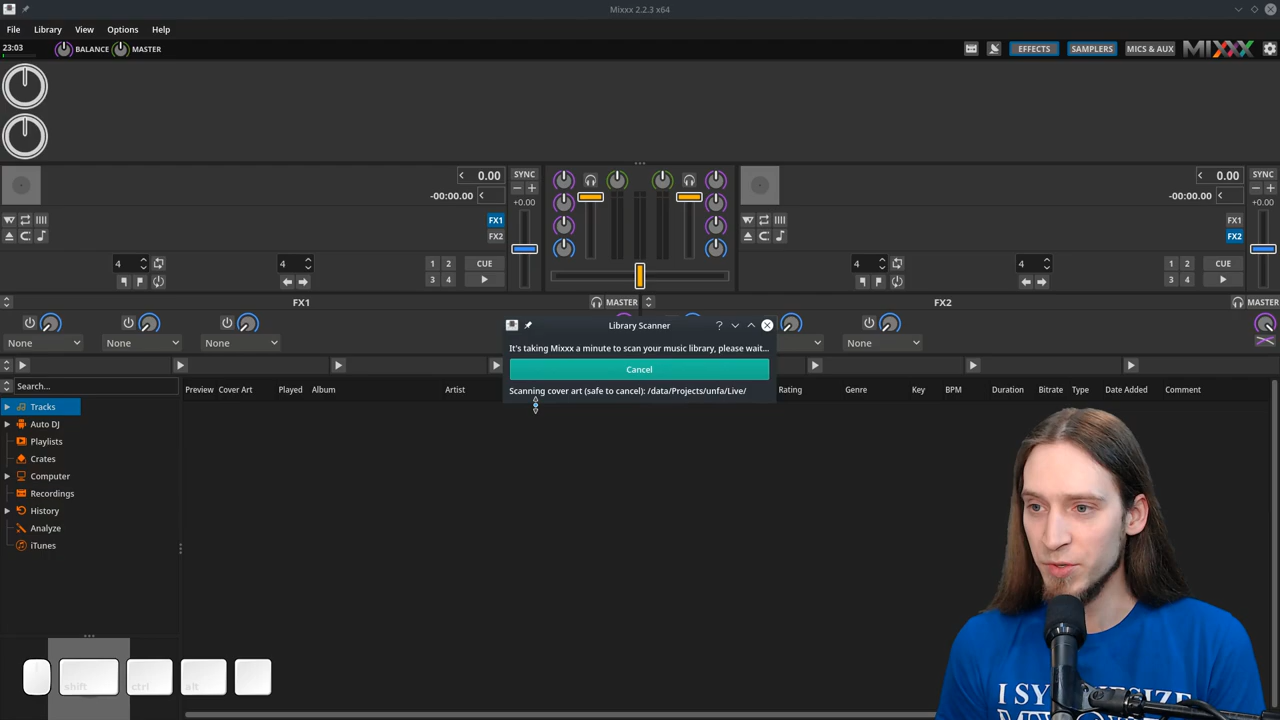 Mixxx 2.2.3 x64
File Library View Options Help
23:03 BALANCE MASTER EFFECTS SAMPLERS MICS & AUX MIXXX
0.00 SYNC 0.00 SYNC
-00:00.00 +0.00 -00:00.00 +0.00
FX1 FX1
FX2 FX2
4 4 1 2 CUE 4 4 1 2 CUE
3 4 3 4
FX1 MASTER FX2 MASTER
None None None None
Library Scanner
It's taking Mixxx a minute to scan your music library, please wait...
Cancel
Scanning cover art (safe to cancel): /data/Projects/unfa/Live/
Search... Preview Cover Art Played Album Artist Rating Genre Key BPM Duration Bitrate Type Date Added Comment
Tracks
Auto DJ
Playlists
Crates
Computer
Recordings
History
Analyze
iTunes
shift ctrl alt
I SYNTHESIZE